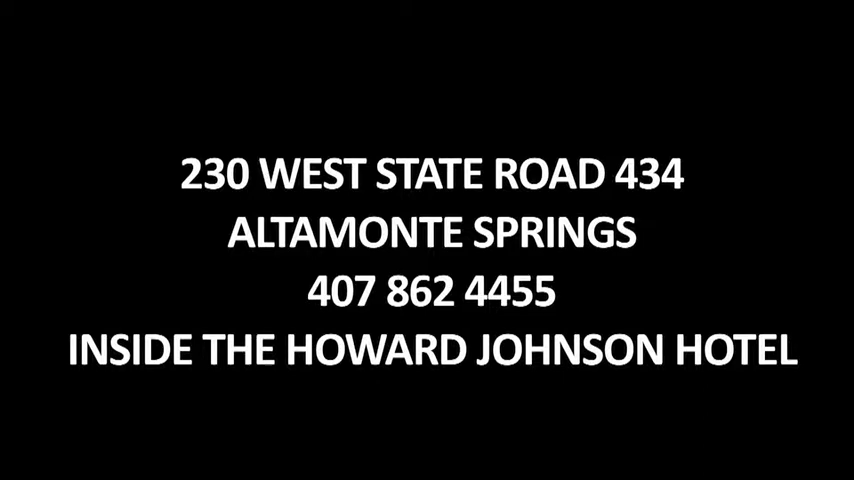 230 WEST STATE ROAD 434
ALTAMONTE SPRINGS
407 862 4455
INSIDE THE HOWARD JOHNSON HOTEL